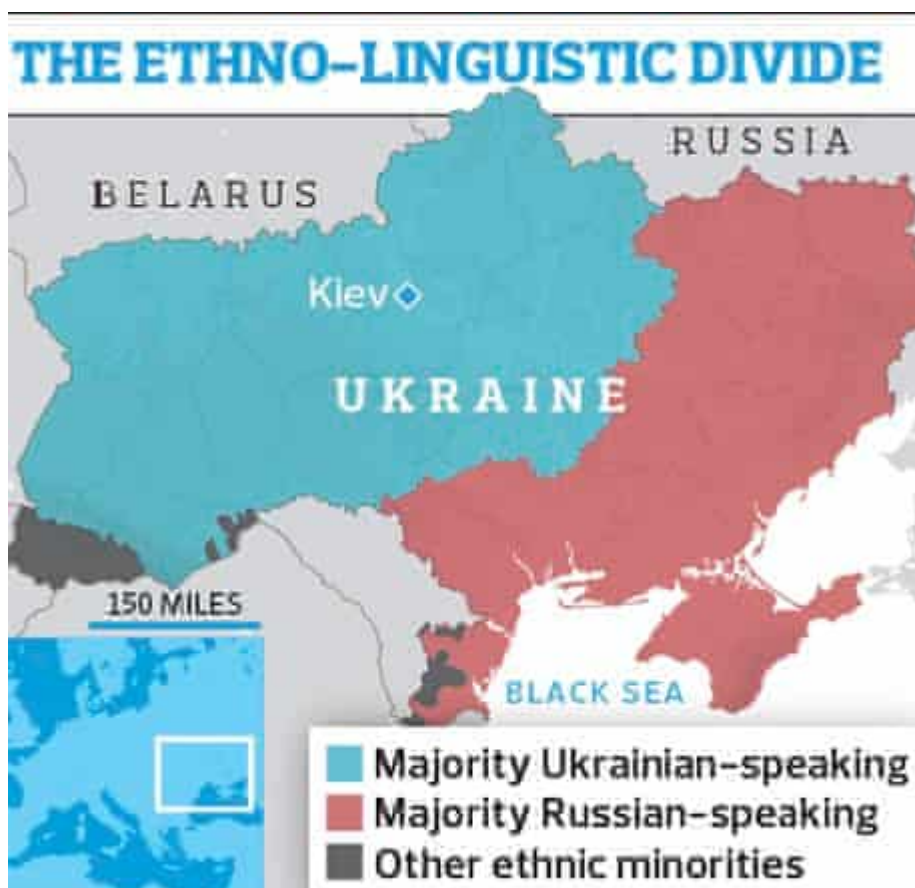 THE ETHNO-LINGUISTIC DIVIDE
RUSSIA
BELARUS
Kiev
UKRAINE
150 MILES
BLACK SEA
Majority Ukrainian-speaking
Majority Russian-speaking
Other ethnic minorities